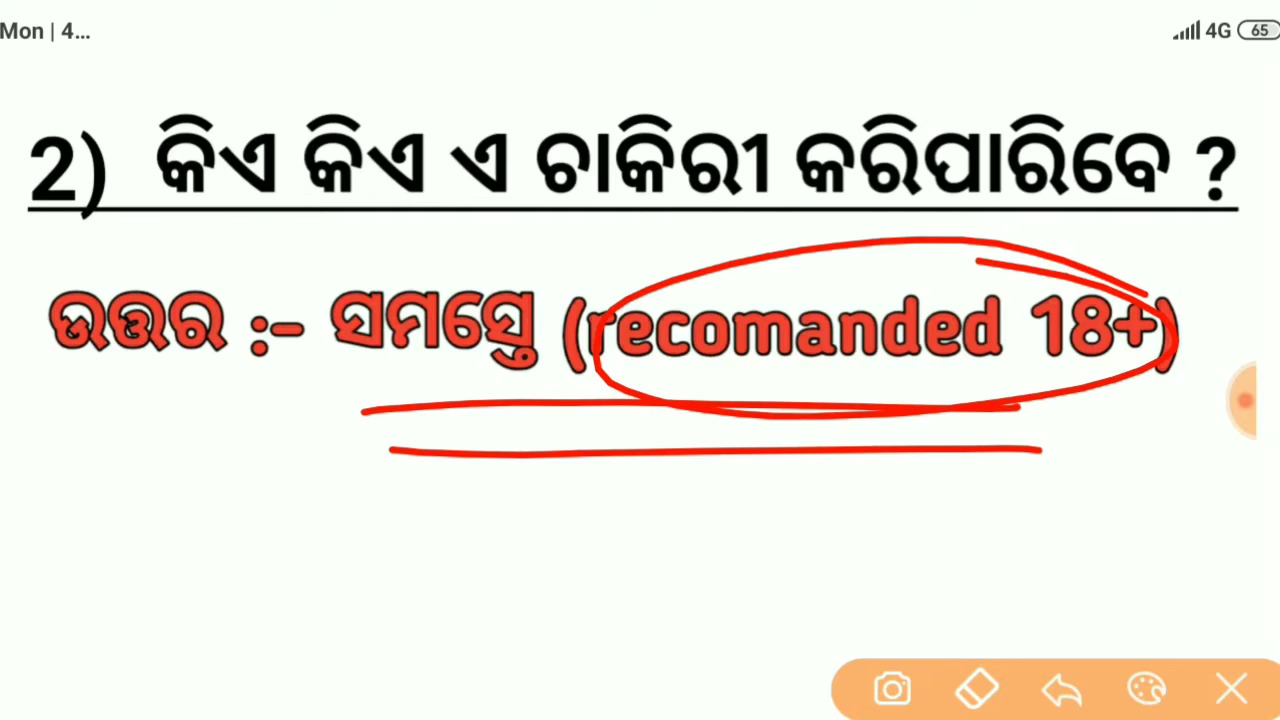 Mon | 4...
4G 65
2) କିଏ କିଏ ଏ ଚାକିରୀ କରିପାରିବେ ?
ଉତ୍ତର :- ସମସ୍ତେ (recomanded 18+)